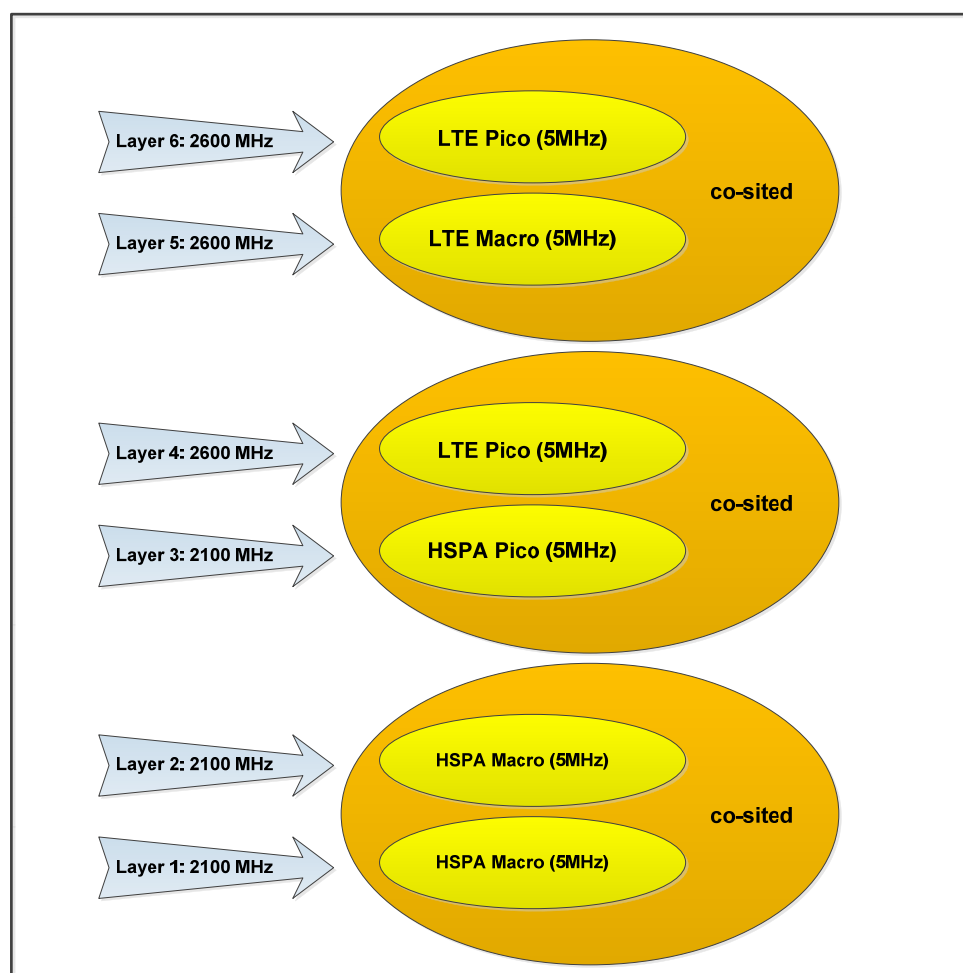 Layer 6: 2600 MHz
LTE Pico (5MHz)
co-sited
Layer 5: 2600 MHz
LTE Macro (5MHz)
Layer 4: 2600 MHz
LTE Pico (5MHz)
co-sited
Layer 3: 2100 MHz
HSPA Pico (5MHz)
Layer 2: 2100 MHz
HSPA Macro (5MHz)
co-sited
Layer 1: 2100 MHz
HSPA Macro (5MHz)